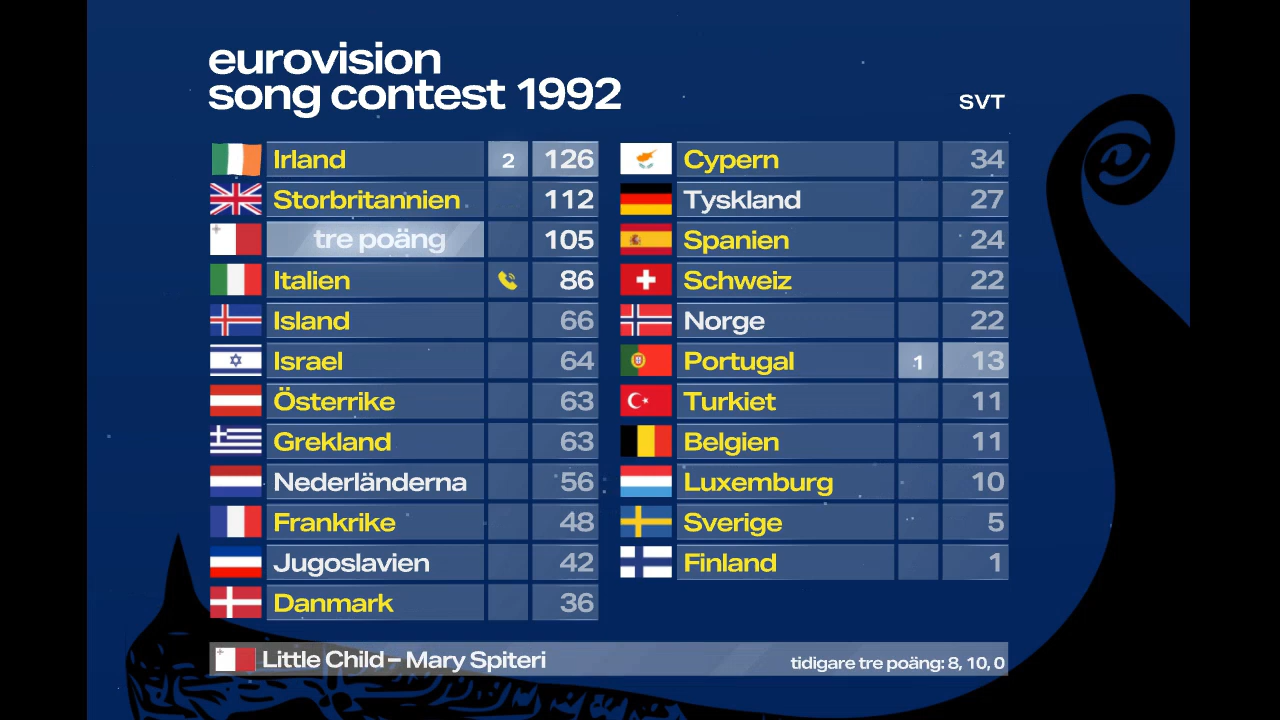 eurovision
song contest 1992
SVT
Irland 2 126
Storbritannien 112
tre poäng 105
Italien 86
Island 66
Israel 64
Österrike 63
Grekland 63
Nederländerna 56
Frankrike 48
Jugoslavien 42
Danmark 36
Cypern 34
Tyskland 27
Spanien 24
Schweiz 22
Norge 22
Portugal 1 13
Turkiet 11
Belgien 11
Luxemburg 10
Sverige 5
Finland 1
Little Child – Mary Spiteri
tidigare tre poäng: 8, 10, 0